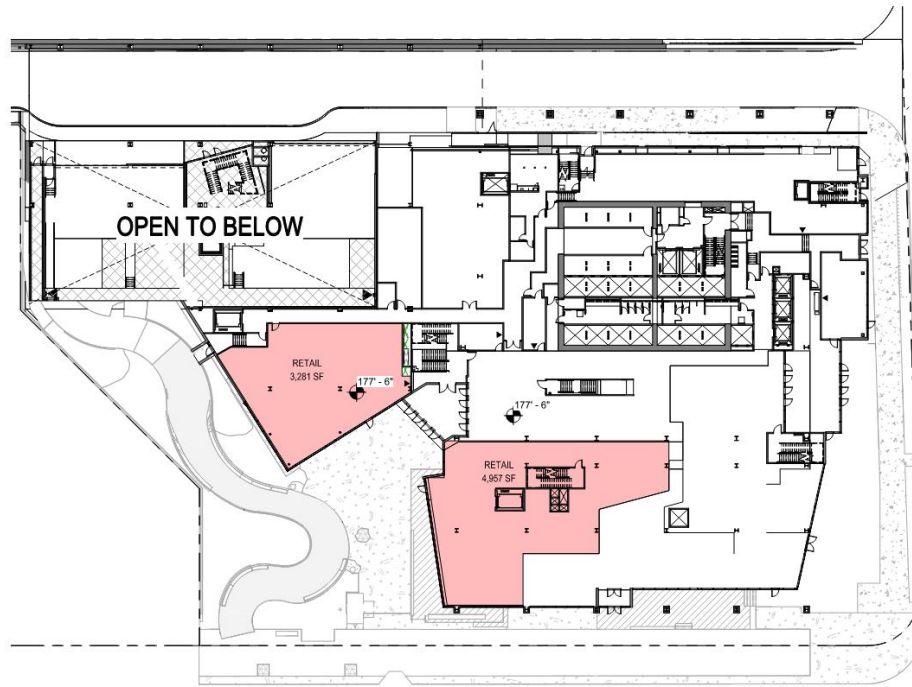 OPEN TO BELOW
RETAIL
3,281 SF
177' - 6"
177' - 6"
RETAIL
4,957 SF